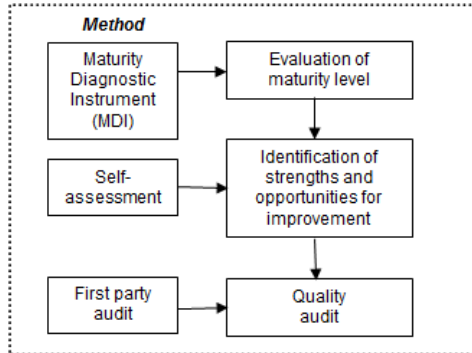 Method
Maturity
Diagnostic
Instrument
(MDI)
Evaluation of
maturity level
Self-
assessment
Identification of
strengths and
opportunities for
improvement
First party
audit
Quality
audit